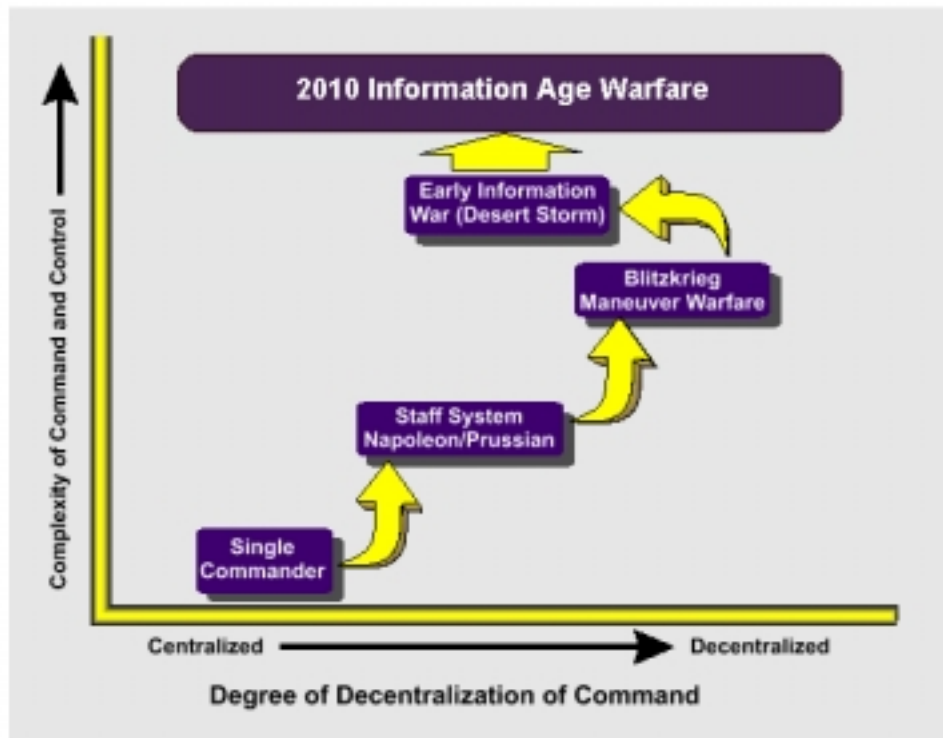 2010 Information Age Warfare
Early Information
War (Desert Storm)
Blitzkrieg
Maneuver Warfare
Staff System
Napoleon/Prussian
Single
Commander
Complexity of Command and Control
Centralized
Decentralized
Degree of Decentralization of Command